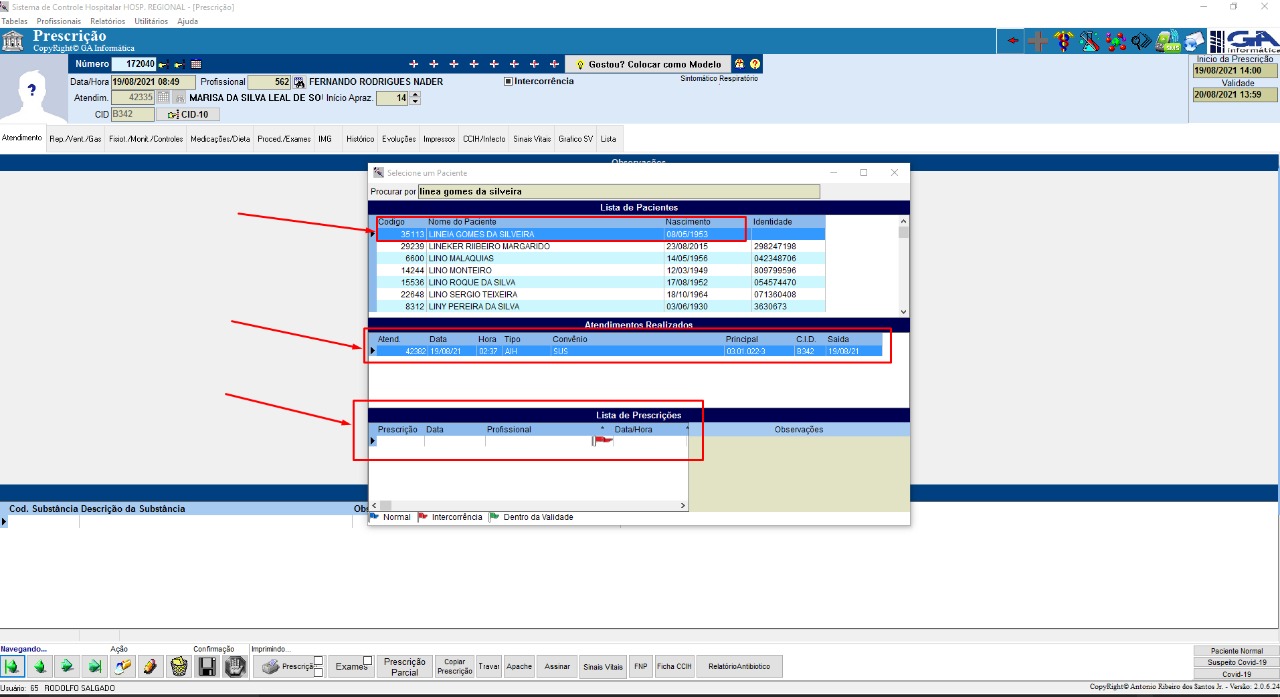 Sistema de Controle Hospitalar HOSP. REGIONAL - [Prescrição]
Tabelas Profissionais Relatórios Utilitários Ajuda
Prescrição
CopyRight© GA Informática
GA
Informática
Número 172040 Gostou? Colocar como Modelo
Início da Prescrição
19/08/2021 14:00
Validade
20/08/2021 13:59
Data/Hora 19/08/2021 08:49 Profissional 562 FERNANDO RODRIGUES NADER Intercorrência Sintomático Respiratório
Atendim. 42335 MARISA DA SILVA LEAL DE SOU Início Apraz. 14
CID B342 CID-10
Atendimento Rep./Vent./Gas Fisiol./Monit./Controles Medicações/Dieta Proced./Exames IMG Histórico Evoluções Impressos CCIH/Infecto Sinais Vitais Grafico SV Lista
Observações
Selecione um Paciente
Procurar por linea gomes da silveira
Lista de Pacientes
Codigo Nome do Paciente Nascimento Identidade
35113 LINEIA GOMES DA SILVEIRA 08/05/1953
29239 LINEKER RIIBEIRO MARGARIDO 23/08/2015 298247198
6600 LINO MALAQUIAS 14/05/1956 042348706
14244 LINO MONTEIRO 12/03/1949 809799596
15536 LINO ROQUE DA SILVA 17/08/1952 054574470
22648 LINO SERGIO TEIXEIRA 18/10/1964 071360408
8312 LINY PEREIRA DA SILVA 03/06/1930 3630673
Atendimentos Realizados
Atend. Data Hora Tipo Convênio Principal C.I.D. Saida
42382 19/08/21 02:37 AIH SUS 03.01.022-3 B342 19/08/21
Lista de Prescrições
Prescrição Data Profissional * Data/Hora * Observações
Normal Intercorrência Dentro da Validade
Cod. Substância Descrição da Substância
Navegando... Ação Confirmação Imprimindo...
Prescrição Exames Prescrição Parcial Copiar Prescrição Travar Apache Assinar Sinais Vitais FNP Ficha CCIH RelatórioAntibiotico
Paciente Normal
Suspeito Covid-19
Covid-19
Usuário: 65 RODOLFO SALGADO
CopyRight© Antonio Ribeiro dos Santos Jr. - Versão: 2.0.6.24